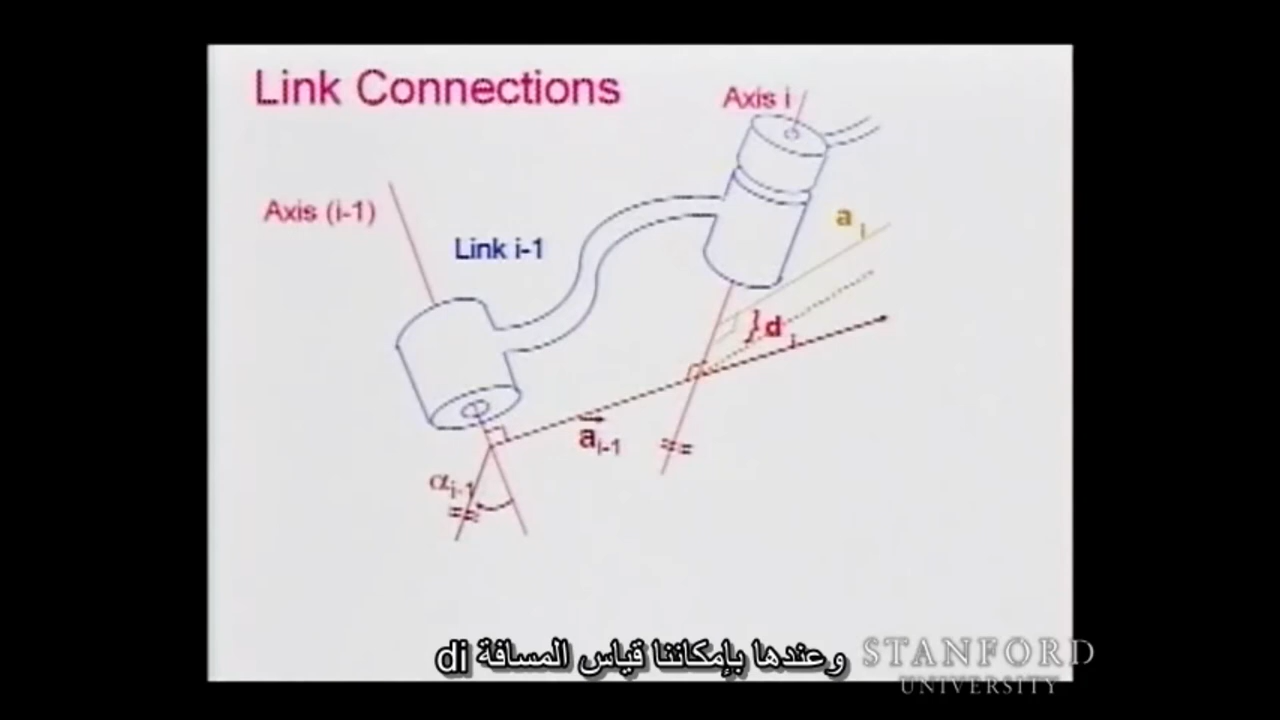 Link Connections
Axis i
Axis (i-1)
Link i-1
a i
d i
a i-1
α i-1
وعندها بإمكاننا قياس المسافة di
STANFORD
UNIVERSITY